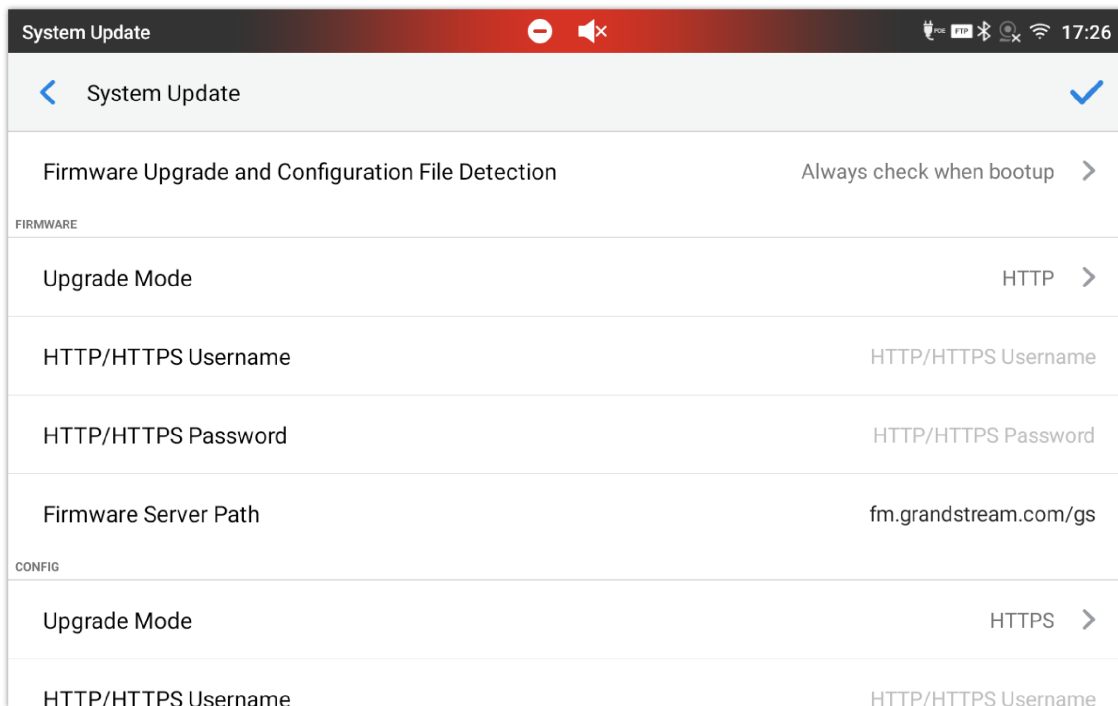 System Update
POE
FTP
17:26
System Update
Firmware Upgrade and Configuration File Detection
Always check when bootup
FIRMWARE
Upgrade Mode
HTTP
HTTP/HTTPS Username
HTTP/HTTPS Username
HTTP/HTTPS Password
HTTP/HTTPS Password
Firmware Server Path
fm.grandstream.com/gs
CONFIG
Upgrade Mode
HTTPS
HTTP/HTTPS Username
HTTP/HTTPS Username